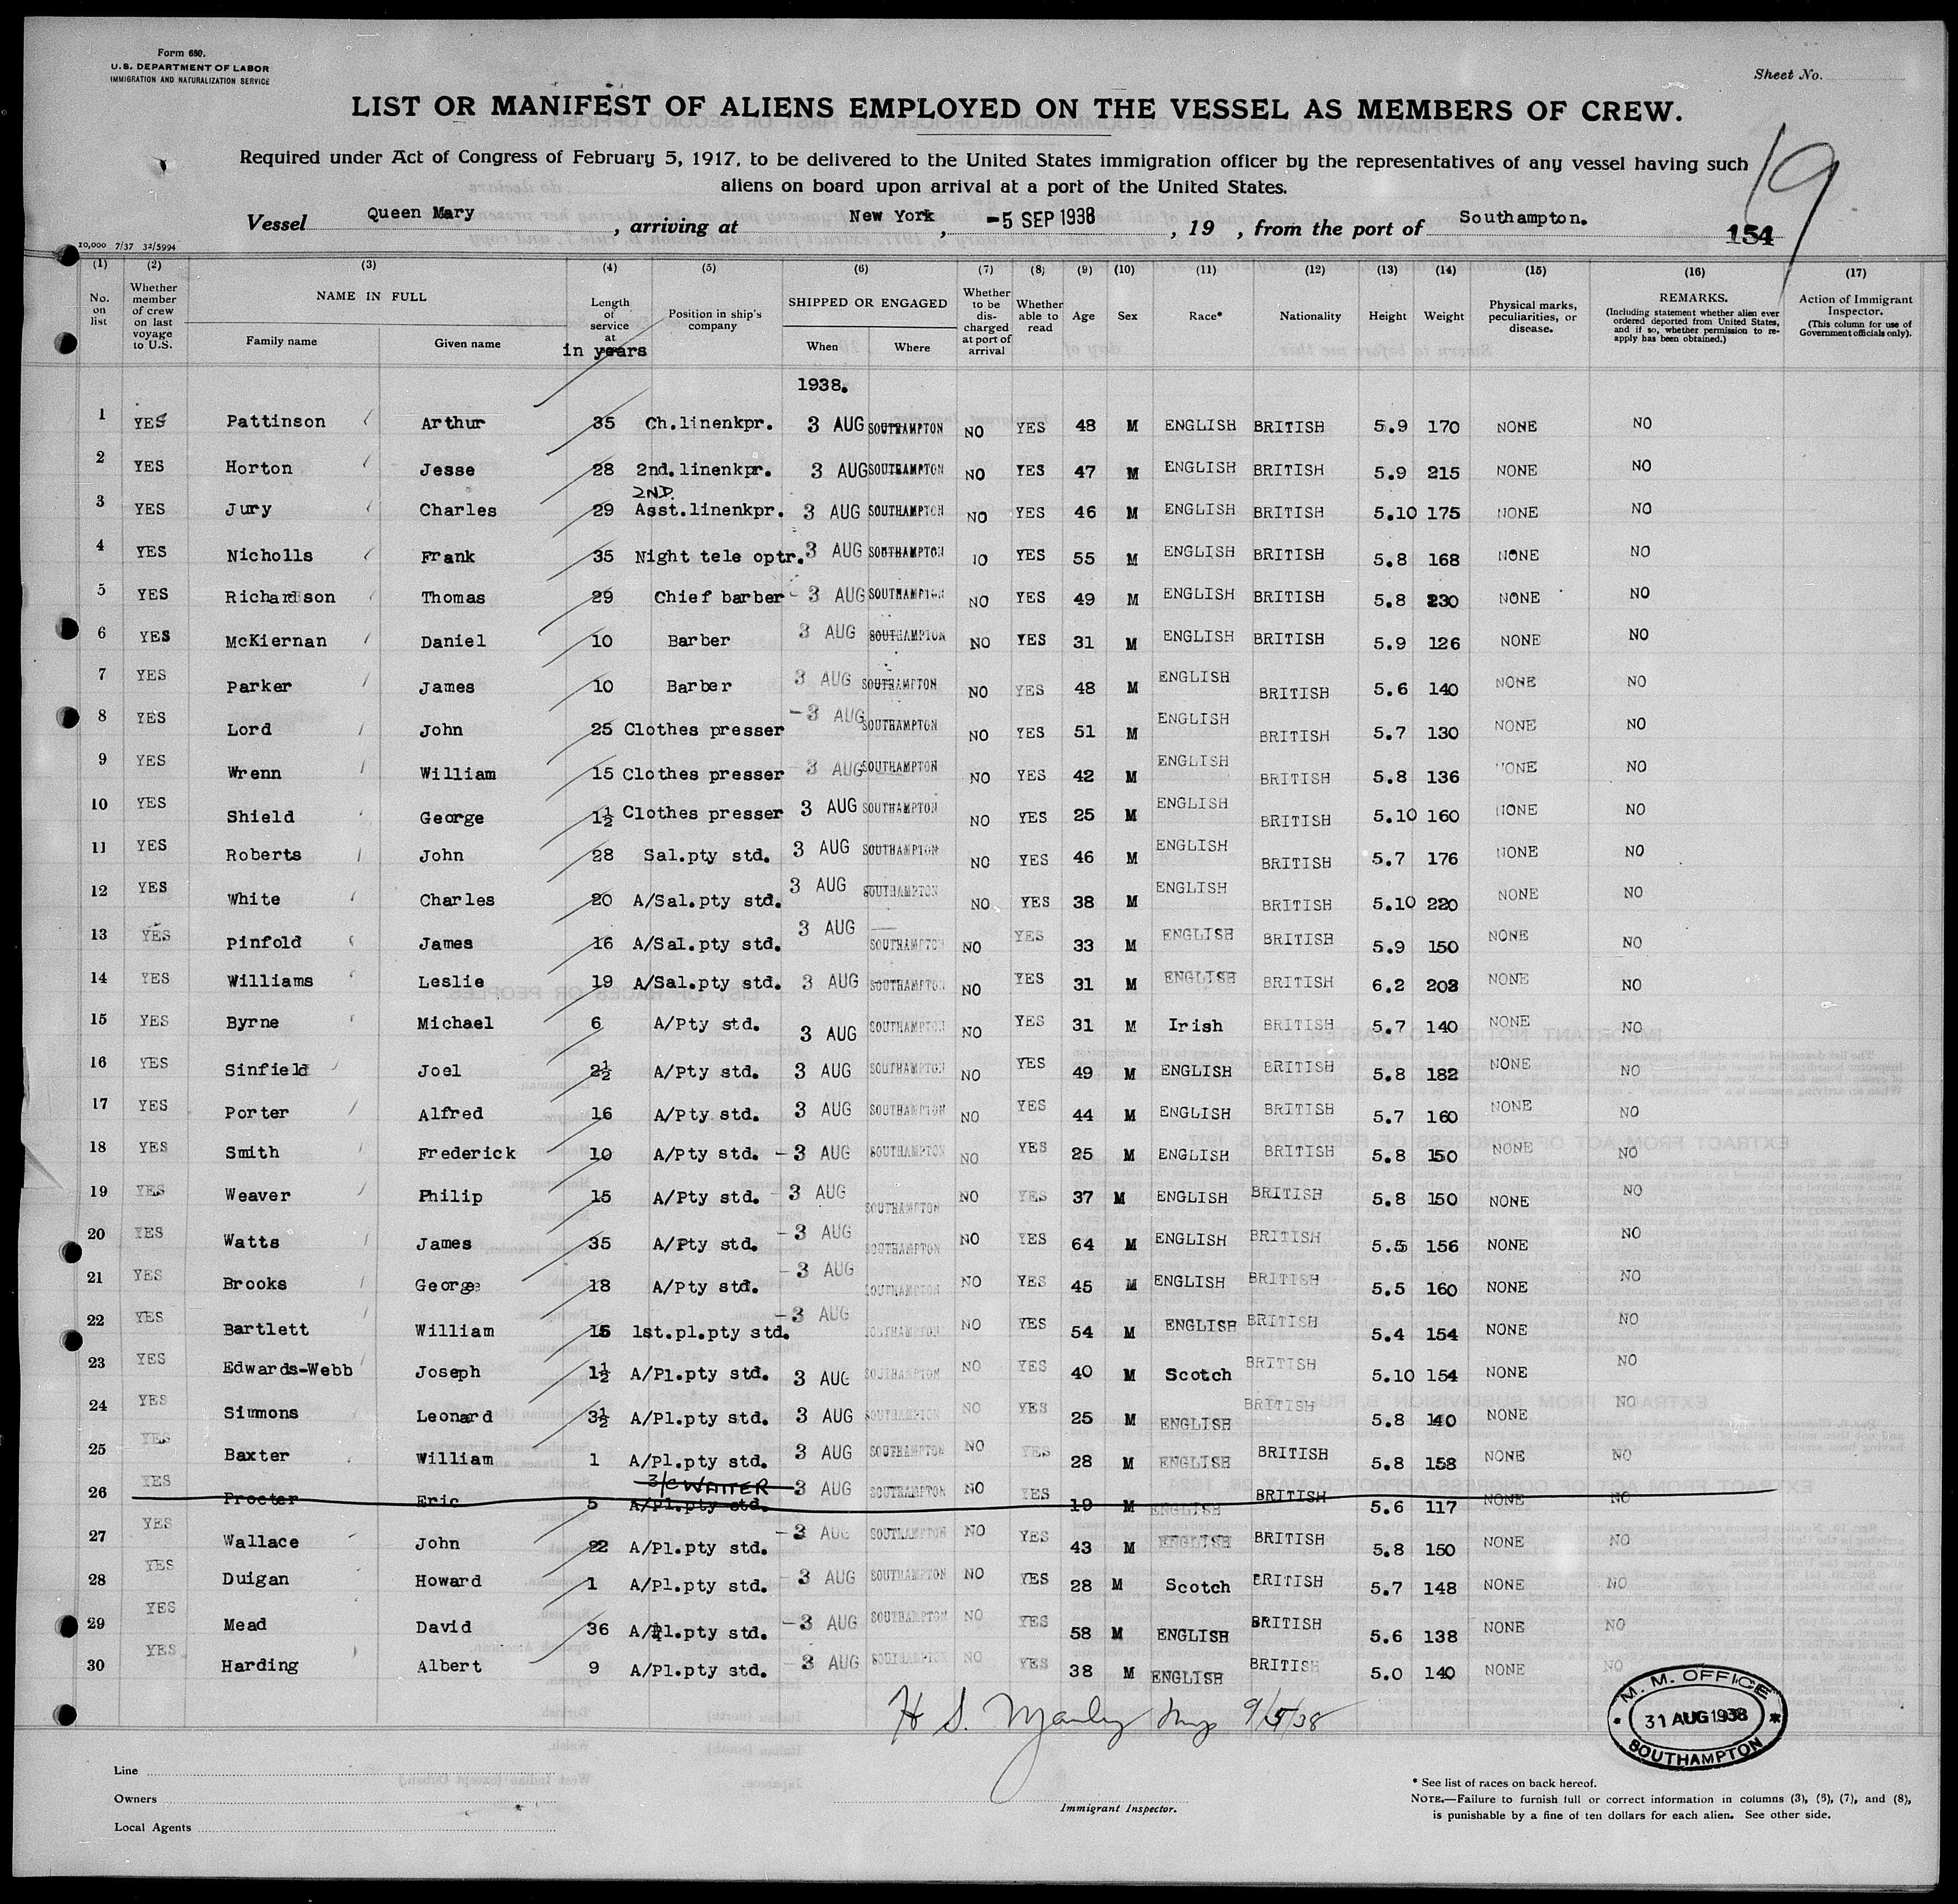 Form 680.
U.S. DEPARTMENT OF LABOR
IMMIGRATION AND NATURALIZATION SERVICE
Sheet No.
LIST OR MANIFEST OF ALIENS EMPLOYED ON THE VESSEL AS MEMBERS OF CREW.
Required under Act of Congress of February 5, 1917, to be delivered to the United States immigration officer by the representatives of any vessel having such
aliens on board upon arrival at a port of the United States.
19
Vessel Queen Mary, arriving at New York, -5 SEP 1938, 19 , from the port of Southampton.
10,000 7/37 32/5994
154
(1) (2) (3) (4) (5) (6) (7) (8) (9) (10) (11) (12) (13) (14) (15) (16) (17)
No. on list
Whether member of crew on last voyage to U.S.
NAME IN FULL
Family name Given name
Length of service at
in years
Position in ship's company
SHIPPED OR ENGAGED
When Where
Whether to be discharged at port of arrival
Whether able to read
Age Sex Race* Nationality Height Weight
Physical marks, peculiarities, or disease.
REMARKS.
(Including statement whether alien ever ordered deported from United States, and if so, whether permission to reapply has been obtained.)
Action of Immigrant Inspector.
(This column for use of Government officials only).
1938.
1 YES Pattinson Arthur 35 Ch.linenkpr. 3 AUG SOUTHAMPTON NO YES 48 M ENGLISH BRITISH 5.9 170 NONE NO
2 YES Horton Jesse 28 2nd.linenkpr. 3 AUG SOUTHAMPTON NO YES 47 M ENGLISH BRITISH 5.9 215 NONE NO
2ND.
3 YES Jury Charles 29 Asst.linenkpr. 3 AUG SOUTHAMPTON NO YES 46 M ENGLISH BRITISH 5.10 175 NONE NO
4 YES Nicholls Frank 35 Night tele optr. 3 AUG SOUTHAMPTON NO YES 55 M ENGLISH BRITISH 5.8 168 NONE NO
5 YES Richardson Thomas 29 Chief barber - 3 AUG SOUTHAMPTON NO YES 49 M ENGLISH BRITISH 5.8 230 NONE NO
6 YES McKiernan Daniel 10 Barber 3 AUG SOUTHAMPTON NO YES 31 M ENGLISH BRITISH 5.9 126 NONE NO
7 YES Parker James 10 Barber 3 AUG SOUTHAMPTON NO YES 48 M ENGLISH BRITISH 5.6 140 NONE NO
8 YES Lord John 25 Clothes presser -3 AUG SOUTHAMPTON NO YES 51 M ENGLISH BRITISH 5.7 130 NONE NO
9 YES Wrenn William 15 Clothes presser - 3 AUG SOUTHAMPTON NO YES 42 M ENGLISH BRITISH 5.8 136 NONE NO
10 YES Shield George 1½ Clothes presser 3 AUG SOUTHAMPTON NO YES 25 M ENGLISH BRITISH 5.10 160 NONE NO
11 YES Roberts John 28 Sal.pty std. 3 AUG SOUTHAMPTON NO YES 46 M ENGLISH BRITISH 5.7 176 NONE NO
12 YES White Charles 20 A/Sal.pty std. 3 AUG SOUTHAMPTON NO YES 38 M ENGLISH BRITISH 5.10 220 NONE NO
13 YES Pinfold James 16 A/Sal.pty std. 3 AUG SOUTHAMPTON NO YES 33 M ENGLISH BRITISH 5.9 150 NONE NO
14 YES Williams Leslie 19 A/Sal.pty std. 3 AUG SOUTHAMPTON NO YES 31 M ENGLISH BRITISH 6.2 203 NONE NO
15 YES Byrne Michael 6 A/Pty std. 3 AUG SOUTHAMPTON NO YES 31 M Irish BRITISH 5.7 140 NONE NO
16 YES Sinfield Joel 2½ A/Pty std. 3 AUG SOUTHAMPTON NO YES 49 M ENGLISH BRITISH 5.8 182 NONE NO
17 YES Porter Alfred 16 A/Pty std. 3 AUG SOUTHAMPTON NO YES 44 M ENGLISH BRITISH 5.7 160 NONE NO
18 YES Smith Frederick 10 A/Pty std. -3 AUG SOUTHAMPTON NO YES 25 M ENGLISH BRITISH 5.8 150 NONE NO
19 YES Weaver Philip 15 A/Pty std. -3 AUG SOUTHAMPTON NO YES 37 M ENGLISH BRITISH 5.8 150 NONE NO
20 YES Watts James 35 A/Pty std. -3 AUG SOUTHAMPTON NO YES 64 M ENGLISH BRITISH 5.5 156 NONE NO
21 YES Brooks George 18 A/Pty std. -3 AUG SOUTHAMPTON NO YES 45 M ENGLISH BRITISH 5.5 160 NONE NO
22 YES Bartlett William 15 1st.pl.pty std. -3 AUG SOUTHAMPTON NO YES 54 M ENGLISH BRITISH 5.4 154 NONE NO
23 YES Edwards-Webb Joseph 1½ A/Pl.pty std. 3 AUG SOUTHAMPTON NO YES 40 M Scotch BRITISH 5.10 154 NONE NO
24 YES Simmons Leonard 3½ A/Pl.pty std. 3 AUG SOUTHAMPTON NO YES 25 M ENGLISH BRITISH 5.8 140 NONE NO
25 YES Baxter William 1 A/Pl.pty std. 3 AUG SOUTHAMPTON NO YES 28 M ENGLISH BRITISH 5.8 158 NONE NO
3/C WAITER
26 YES Procter Eric 5 A/Pl.pty std. 3 AUG SOUTHAMPTON NO YES 19 M ENGLISH BRITISH 5.6 117 NONE NO
27 YES Wallace John 22 A/Pl.pty std. -3 AUG SOUTHAMPTON NO YES 43 M ENGLISH BRITISH 5.8 150 NONE NO
28 YES Duigan Howard 1 A/Pl.pty std. -3 AUG SOUTHAMPTON NO YES 28 M Scotch BRITISH 5.7 148 NONE NO
29 YES Mead David 36 A/Pl.pty std. -3 AUG SOUTHAMPTON NO YES 58 M ENGLISH BRITISH 5.6 138 NONE NO
30 YES Harding Albert 9 A/Pl.pty std. -3 AUG SOUTHAMPTON NO YES 38 M ENGLISH BRITISH 5.0 140 NONE NO
H S. Manley Insp 9/5/38
M. M. OFFICE
31 AUG 1938
SOUTHAMPTON
Line
Owners
Local Agents
Immigrant Inspector.
* See list of races on back hereof.
NOTE.—Failure to furnish full or correct information in columns (3), (5), (7), and (8),
is punishable by a fine of ten dollars for each alien. See other side.